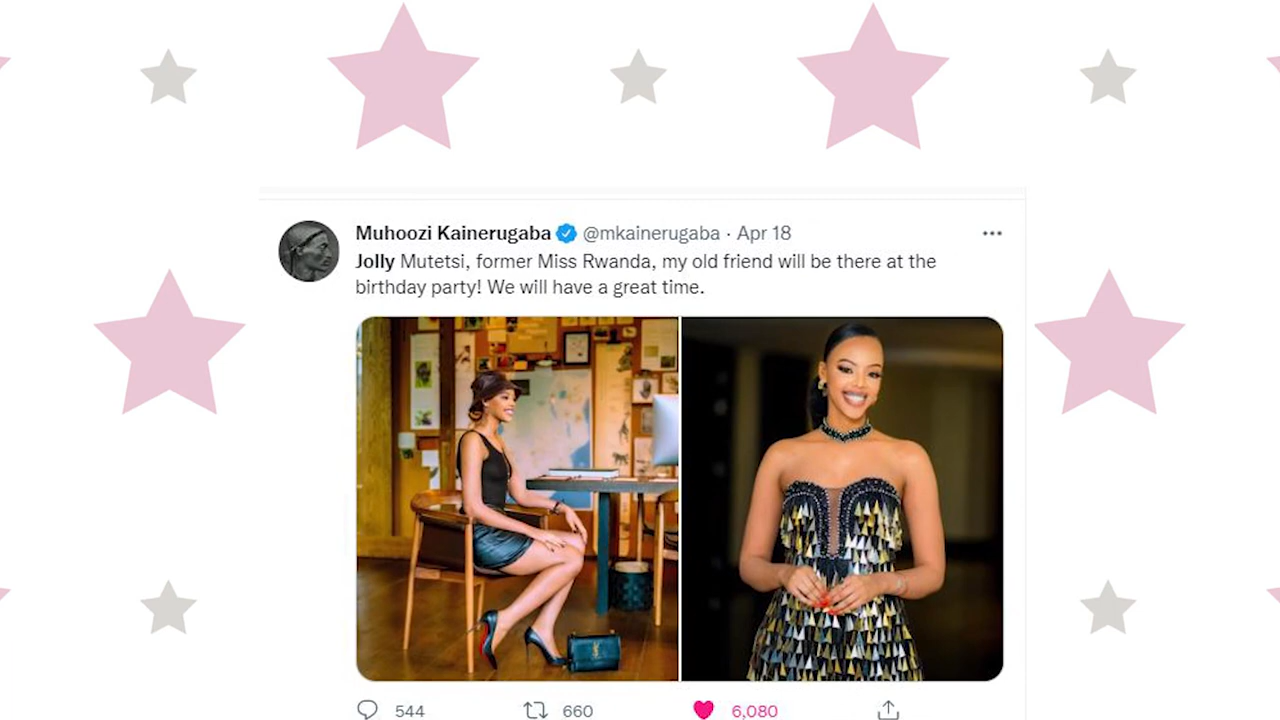 Muhoozi Kainerugaba @mkainerugaba · Apr 18
Jolly Mutetsi, former Miss Rwanda, my old friend will be there at the
birthday party! We will have a great time.
544 660 6,080